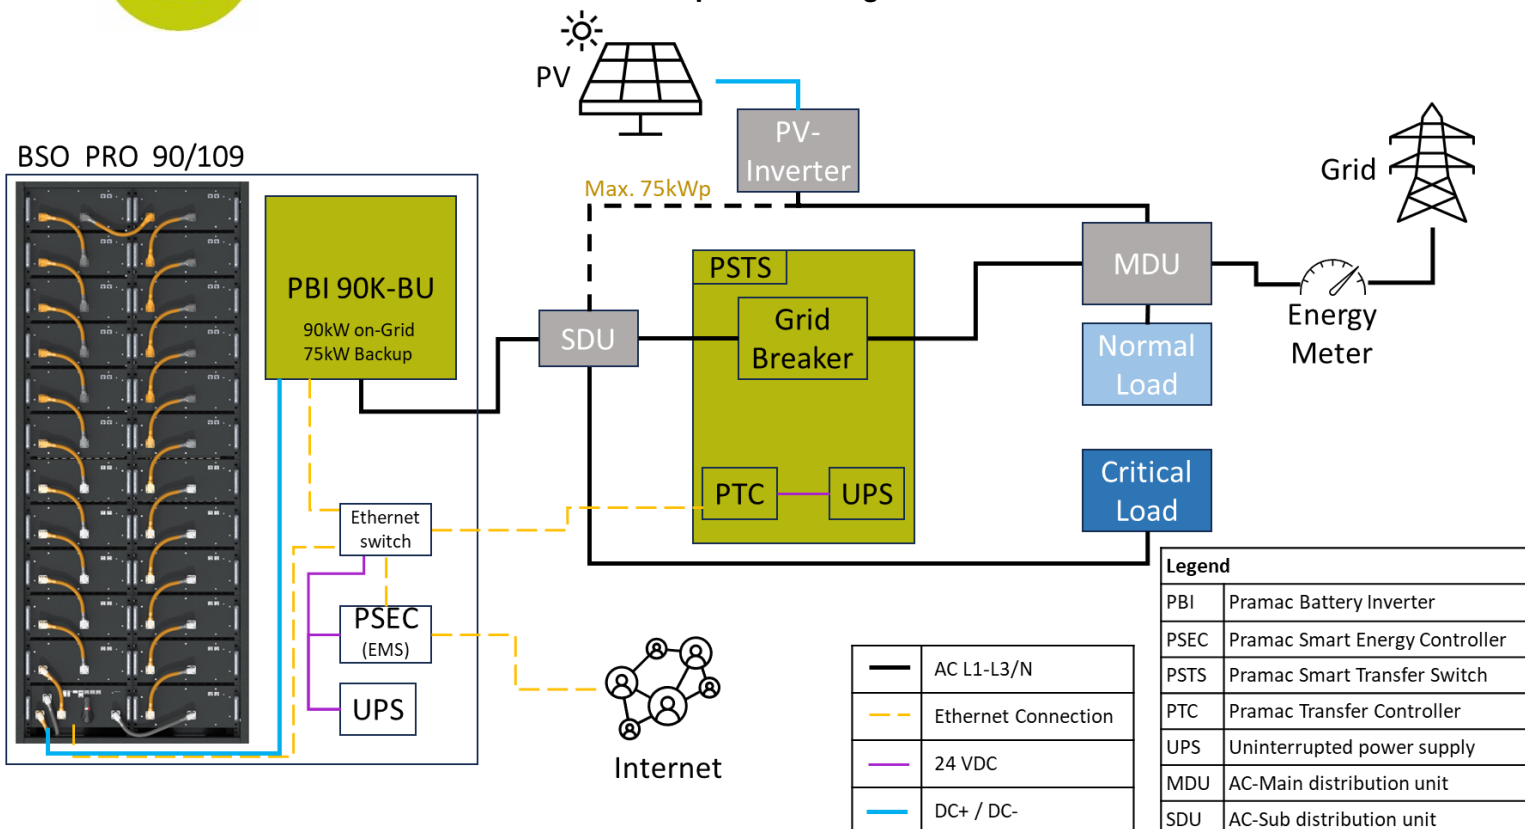 PV
PV-
Inverter
BSO PRO 90/109
Grid
Max. 75kWp
PSTS
MDU
PBI 90K-BU
90kW on-Grid
75kW Backup
SDU
Grid
Breaker
Energy
Meter
Normal
Load
Critical
Load
PTC
UPS
Ethernet
switch
PSEC
(EMS)
UPS
Internet
AC L1-L3/N
Ethernet Connection
24 VDC
DC+ / DC-
Legend
PBI Pramac Battery Inverter
PSEC Pramac Smart Energy Controller
PSTS Pramac Smart Transfer Switch
PTC Pramac Transfer Controller
UPS Uninterrupted power supply
MDU AC-Main distribution unit
SDU AC-Sub distribution unit